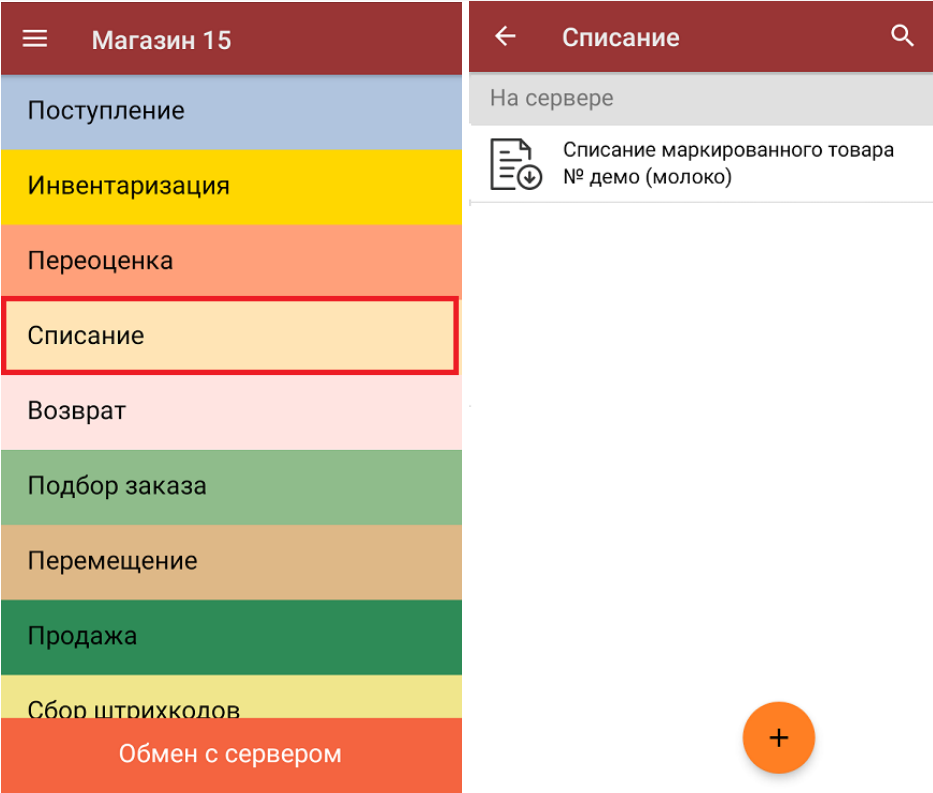 Магазин 15
Поступление
Инвентаризация
Переоценка
Списание
Возврат
Подбор заказа
Перемещение
Продажа
Сбор штрихкодов
Обмен с сервером
Списание
На сервере
Списание маркированного товара
№ демо (молоко)
+